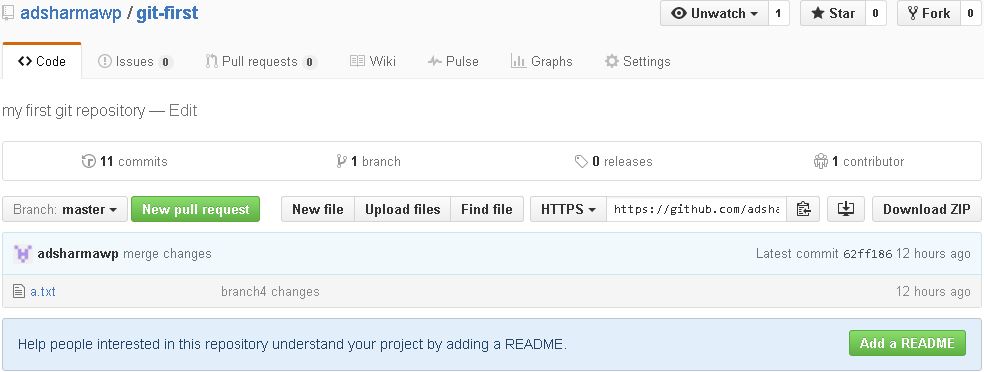 adsharmawp / git-first Unwatch 1 Star 0 Fork 0
Code Issues 0 Pull requests 0 Wiki Pulse Graphs Settings
my first git repository — Edit
11 commits 1 branch 0 releases 1 contributor
Branch: master New pull request New file Upload files Find file HTTPS https://github.com/adsha Download ZIP
adsharmawp merge changes Latest commit 62ff186 12 hours ago
a.txt branch4 changes 12 hours ago
Help people interested in this repository understand your project by adding a README. Add a README